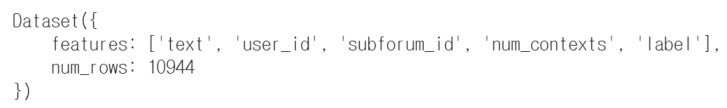 Dataset({
    features: ['text', 'user_id', 'subforum_id', 'num_contexts', 'label'],
    num_rows: 10944
})